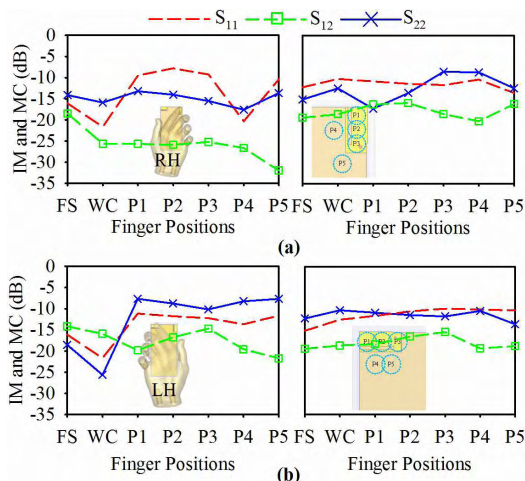 S11 S12 S22
(a)
IM and MC (dB)
0
-5
-10
-15
-20
-25
-30
-35
RH
FS WC P1 P2 P3 P4 P5
Finger Positions
P1
P2
P3
P4
P5
FS WC P1 P2 P3 P4 P5
Finger Positions
(a)
IM and MC (dB)
0
-5
-10
-15
-20
-25
-30
-35
LH
FS WC P1 P2 P3 P4 P5
Finger Positions
P1 P2 P3
P4 P5
FS WC P1 P2 P3 P4 P5
Finger Positions
(b)